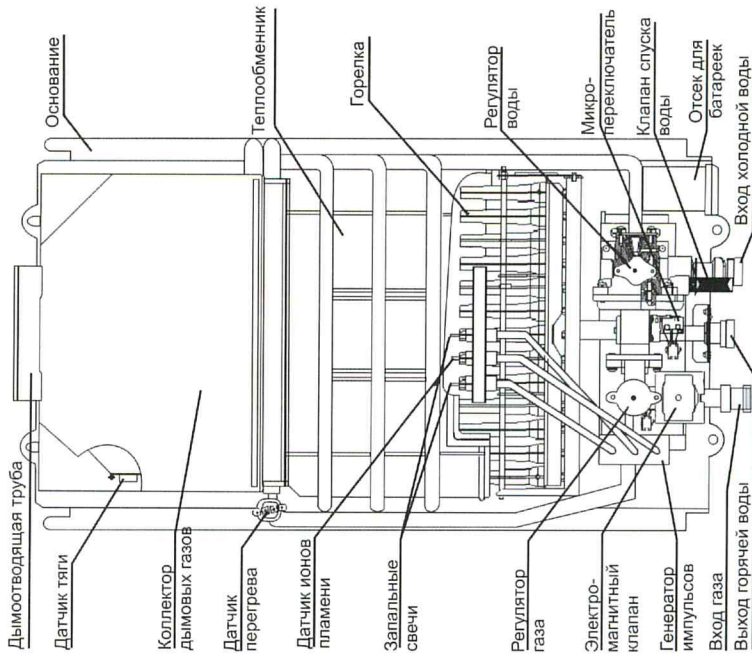 Дымоотводящая труба
Датчик тяги
Коллектор
дымовых газов
Датчик
перегрева
Датчик ионов
пламени
Запальные
свечи
Регулятор
газа
Электро-
магнитный
клапан
Генератор
импульсов
Вход газа
Выход горячей воды
Основание
Теплообменник
Горелка
Регулятор
воды
Микро-
переключатель
Клапан спуска
воды
Отсек для
батареек
Вход холодной воды